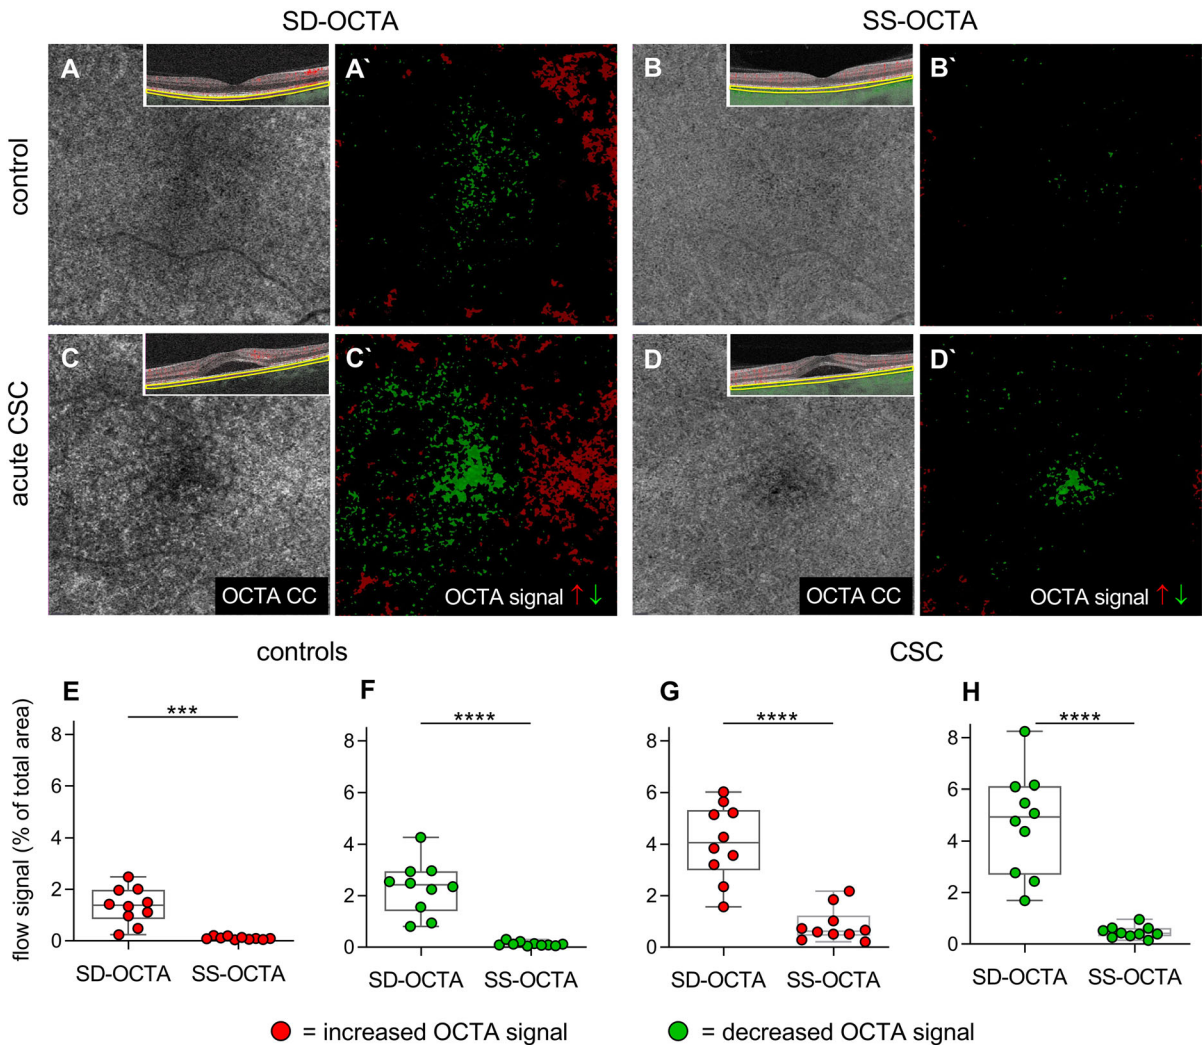 SD-OCTA SS-OCTA
control
A A` B B`
acute CSC
C C` D D`
OCTA CC OCTA signal ↑↓ OCTA CC OCTA signal ↑↓
controls CSC
flow signal (% of total area)
E F G H
*** **** **** ****
8 8 8 8
6 6 6 6
4 4 4 4
2 2 2 2
0 0 0 0
SD-OCTA SS-OCTA SD-OCTA SS-OCTA SD-OCTA SS-OCTA SD-OCTA SS-OCTA
= increased OCTA signal = decreased OCTA signal